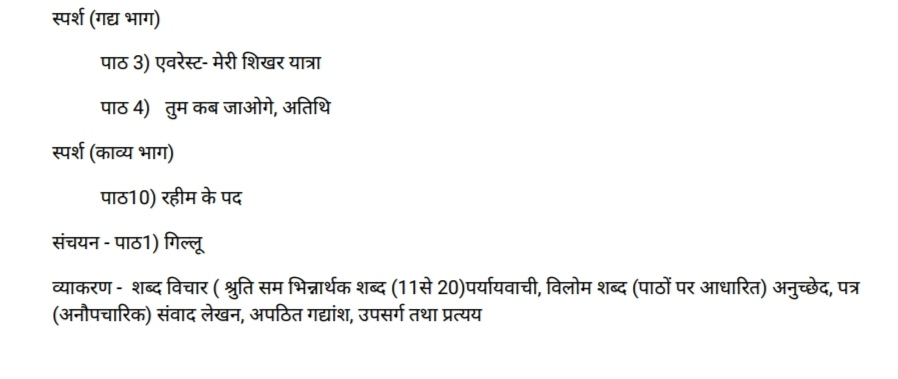 स्पर्श (गद्य भाग)
पाठ 3) एवरेस्ट- मेरी शिखर यात्रा
पाठ 4) तुम कब जाओगे, अतिथि
स्पर्श (काव्य भाग)
पाठ10) रहीम के पद
संचयन - पाठ1) गिल्लू
व्याकरण - शब्द विचार ( श्रुति सम भिन्नार्थक शब्द (11से 20)पर्यायवाची, विलोम शब्द (पाठों पर आधारित) अनुच्छेद, पत्र
(अनौपचारिक) संवाद लेखन, अपठित गद्यांश, उपसर्ग तथा प्रत्यय